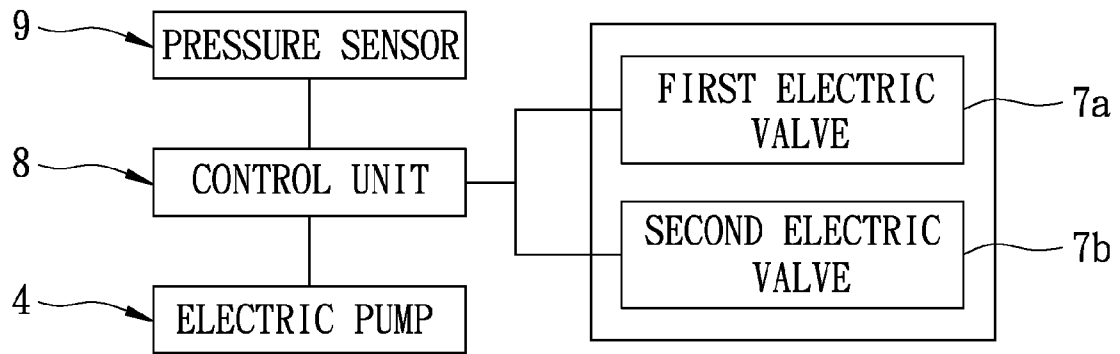 9
PRESSURE SENSOR
8
CONTROL UNIT
4
ELECTRIC PUMP
FIRST ELECTRIC
VALVE
7a
SECOND ELECTRIC
VALVE
7b